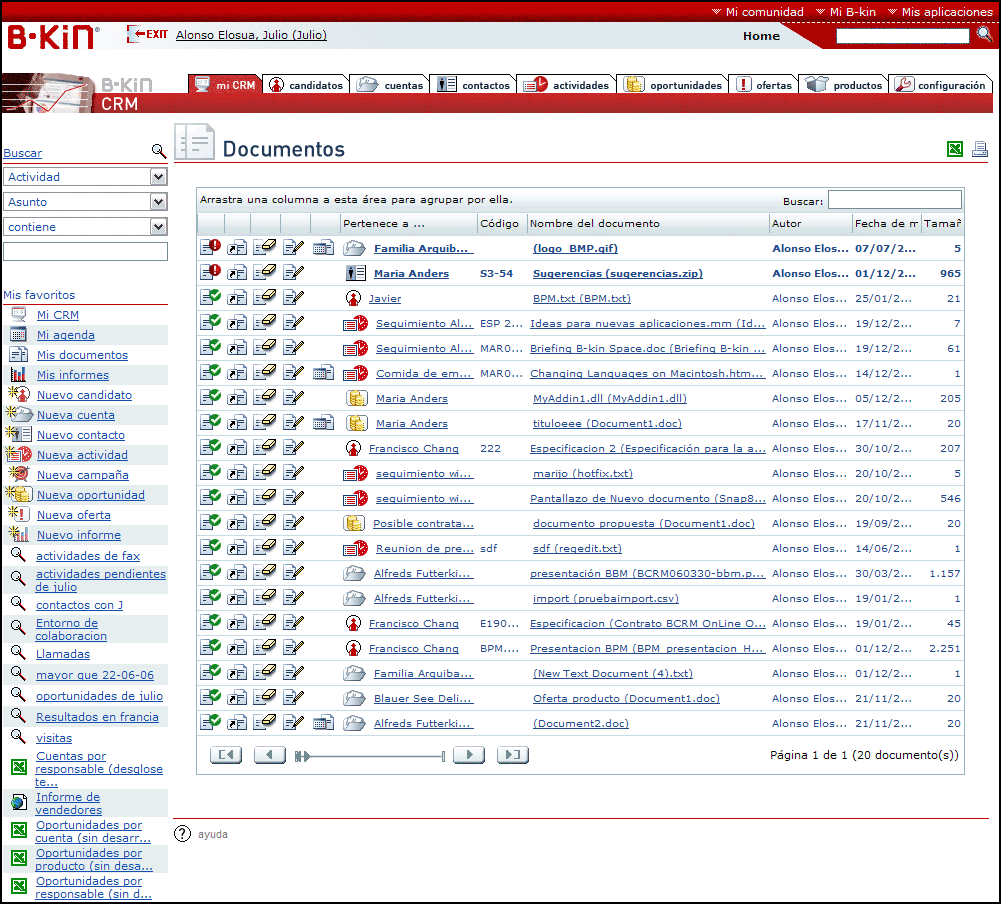 Mi comunidad Mi B-kin Mis aplicaciones
B·KiN EXIT Alonso Elosua, Julio (Julio) Home
B·KiN
CRM
mi CRM candidatos cuentas contactos actividades oportunidades ofertas productos configuración
Buscar
Actividad
Asunto
contiene
Mis favoritos
Mi CRM
Mi agenda
Mis documentos
Mis informes
Nuevo candidato
Nueva cuenta
Nuevo contacto
Nueva actividad
Nueva campaña
Nueva oportunidad
Nueva oferta
Nuevo informe
actividades de fax
actividades pendientes
de julio
contactos con J
Entorno de
colaboracion
Llamadas
mayor que 22-06-06
oportunidades de julio
Resultados en francia
visitas
Cuentas por
responsable (desglose
te...
Informe de
vendedores
Oportunidades por
cuenta (sin desarr...
Oportunidades por
producto (sin desa...
Oportunidades por
responsable (sin d...
Documentos
Arrastra una columna a esta área para agrupar por ella. Buscar:
Pertenece a ... Código Nombre del documento Autor Fecha de m Tamañ
Familia Arquib... (logo_BMP.gif) Alonso Elos... 07/07/2... 5
Maria Anders S3-54 Sugerencias (sugerencias.zip) Alonso Elos... 01/12/2... 965
Javier BPM.txt (BPM.txt) Alonso Elos... 25/01/2... 21
Seguimiento Al... ESP 2... Ideas para nuevas aplicaciones.mm (Id... Alonso Elos... 19/12/2... 7
Seguimiento Al... MAR0... Briefing B-kin Space.doc (Briefing B-kin ... Alonso Elos... 19/12/2... 61
Comida de em... MAR0... Changing Languages on Macintosh.htm... Alonso Elos... 14/12/2... 1
Maria Anders MyAddin1.dll (MyAddin1.dll) Alonso Elos... 05/12/2... 205
Maria Anders tituloeee (Document1.doc) Alonso Elos... 17/11/2... 20
Francisco Chang 222 Especificacion 2 (Especificación para la a... Alonso Elos... 30/10/2... 207
seguimiento wi... marijo (hotfix.txt) Alonso Elos... 20/10/2... 5
seguimiento wi... Pantallazo de Nuevo documento (Snap8... Alonso Elos... 20/10/2... 546
Posible contrata... documento propuesta (Document1.doc) Alonso Elos... 19/09/2... 20
Reunion de pre... sdf sdf (regedit.txt) Alonso Elos... 14/06/2... 1
Alfreds Futterki... presentación BBM (BCRM060330-bbm.p... Alonso Elos... 30/03/2... 1.157
Alfreds Futterki... import (pruebaimport.csv) Alonso Elos... 19/01/2... 1
Francisco Chang E190... Especificacion (Contrato BCRM OnLine O... Alonso Elos... 19/01/2... 45
Francisco Chang BPM.... Presentacion BPM (BPM_presentacion_H... Alonso Elos... 01/12/2... 2.251
Familia Arquiba... (New Text Document (4).txt) Alonso Elos... 01/12/2... 1
Blauer See Deli... Oferta producto (Document1.doc) Alonso Elos... 21/11/2... 20
Alfreds Futterki... (Document2.doc) Alonso Elos... 21/11/2... 20
Página 1 de 1 (20 documento(s))
ayuda